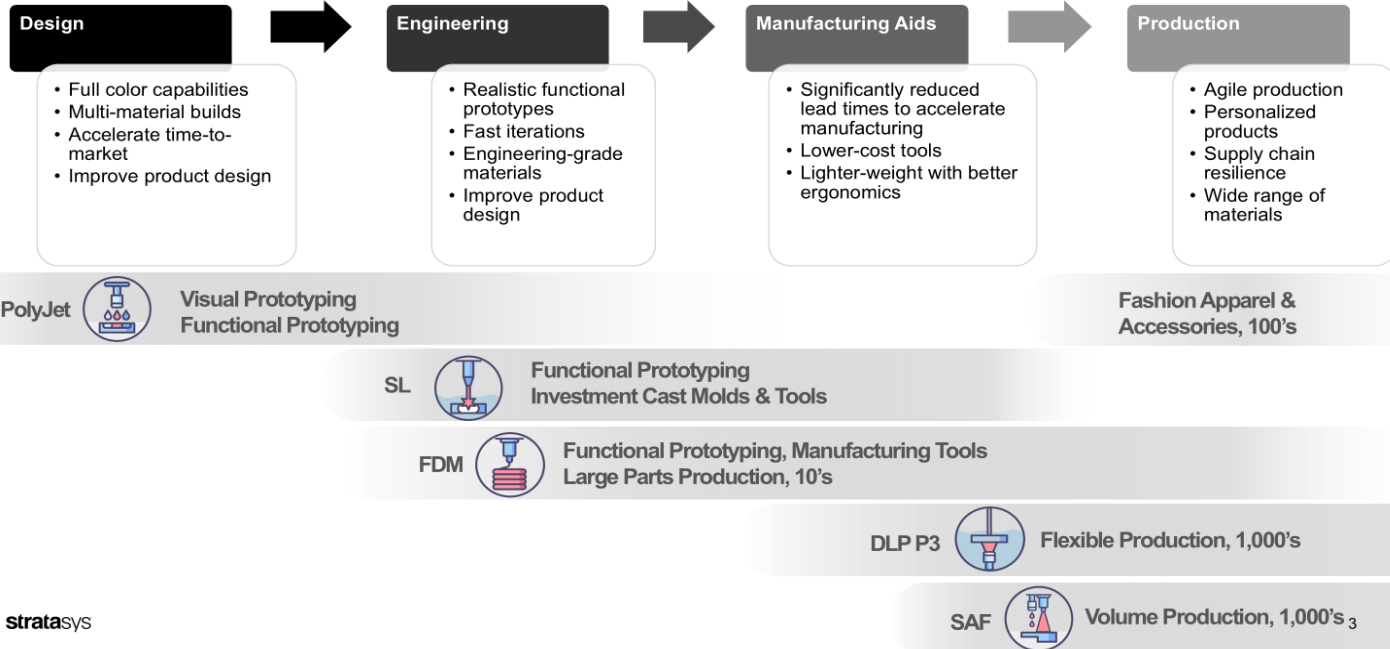 Design
Engineering
Manufacturing Aids
Production
• Full color capabilities
• Multi-material builds
• Accelerate time-to-
market
• Improve product design
• Realistic functional
prototypes
• Fast iterations
• Engineering-grade
materials
• Improve product
design
• Significantly reduced
lead times to accelerate
manufacturing
• Lower-cost tools
• Lighter-weight with better
ergonomics
• Agile production
• Personalized
products
• Supply chain
resilience
• Wide range of
materials
PolyJet
Visual Prototyping
Functional Prototyping
Fashion Apparel &
Accessories, 100's
SL
Functional Prototyping
Investment Cast Molds & Tools
FDM
Functional Prototyping, Manufacturing Tools
Large Parts Production, 10's
DLP P3
Flexible Production, 1,000's
SAF
Volume Production, 1,000's
stratasys
3